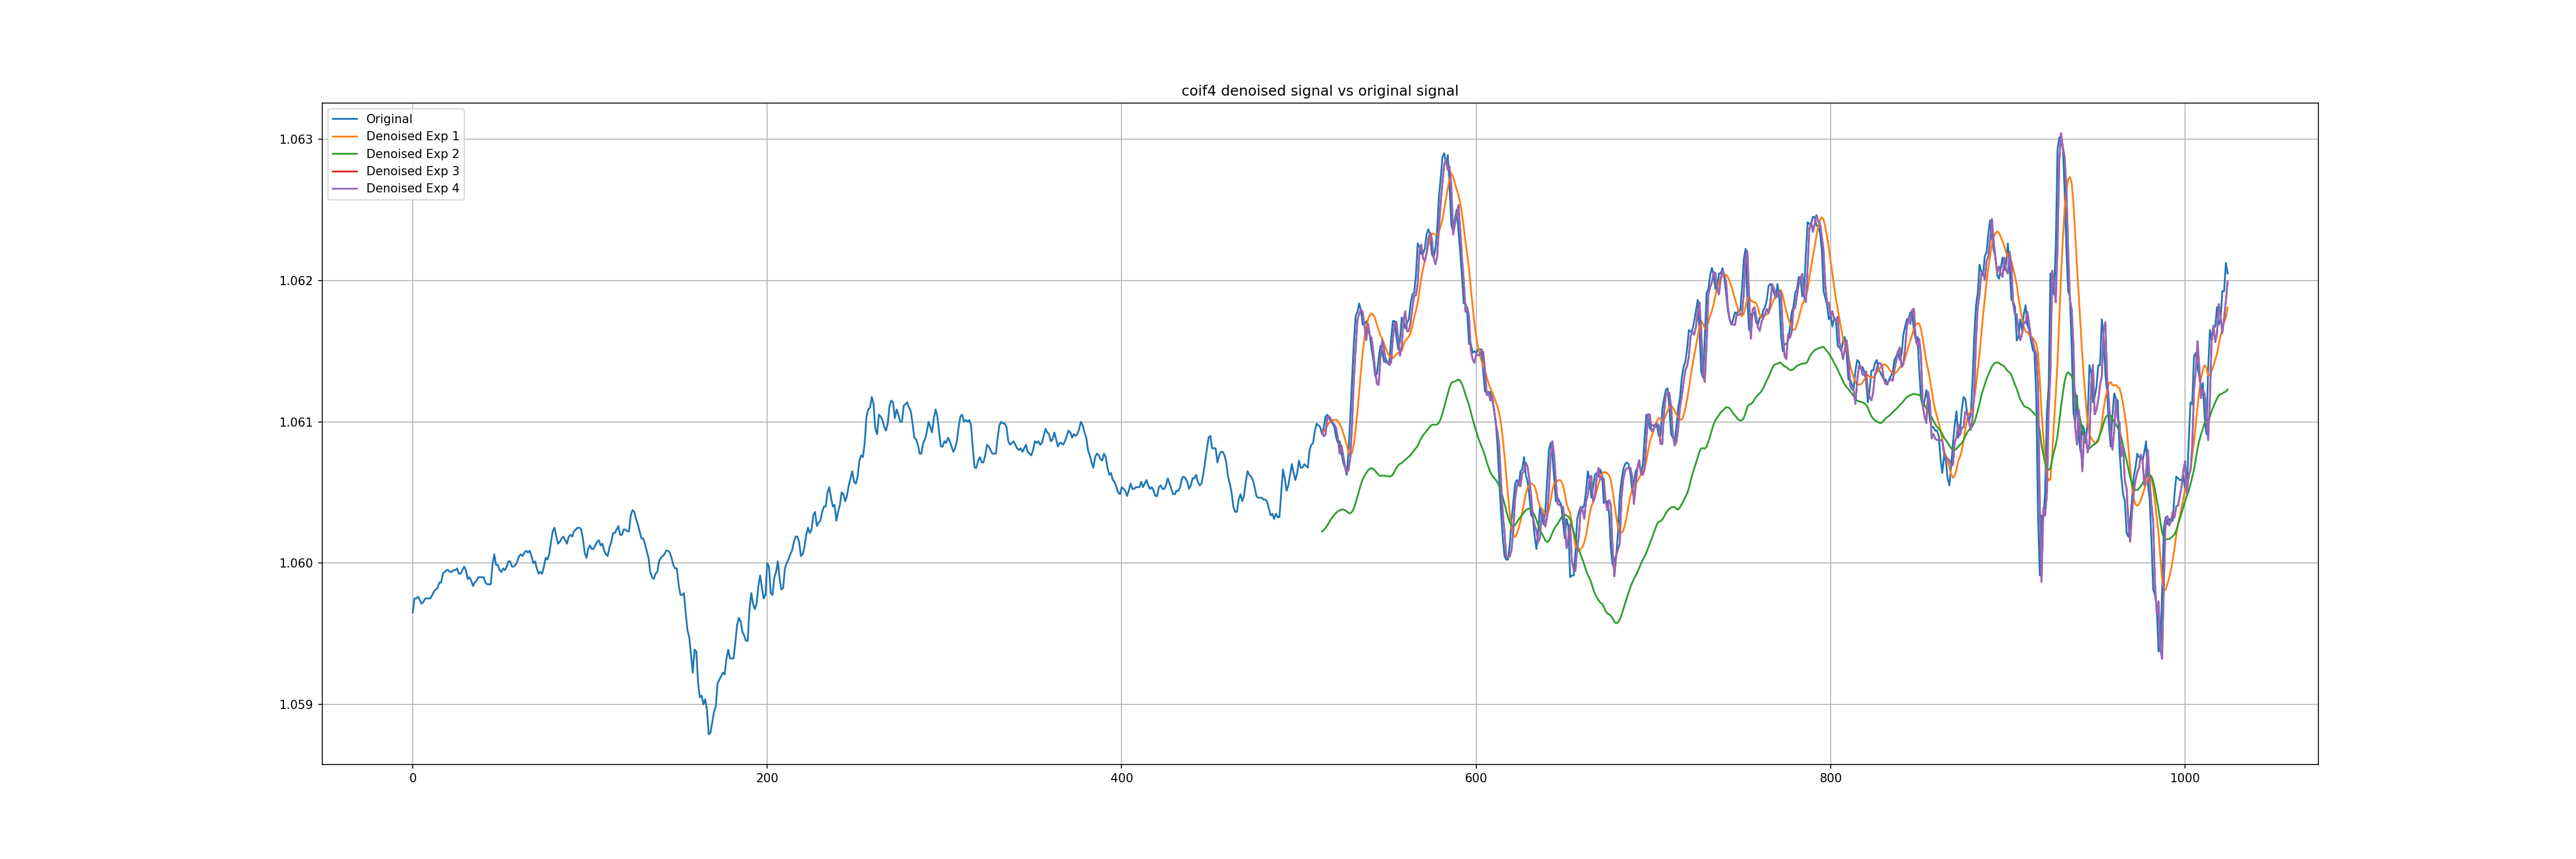 coif4 denoised signal vs original signal
Original
Denoised Exp 1
Denoised Exp 2
Denoised Exp 3
Denoised Exp 4
1.063
1.062
1.061
1.060
1.059
0 200 400 600 800 1000